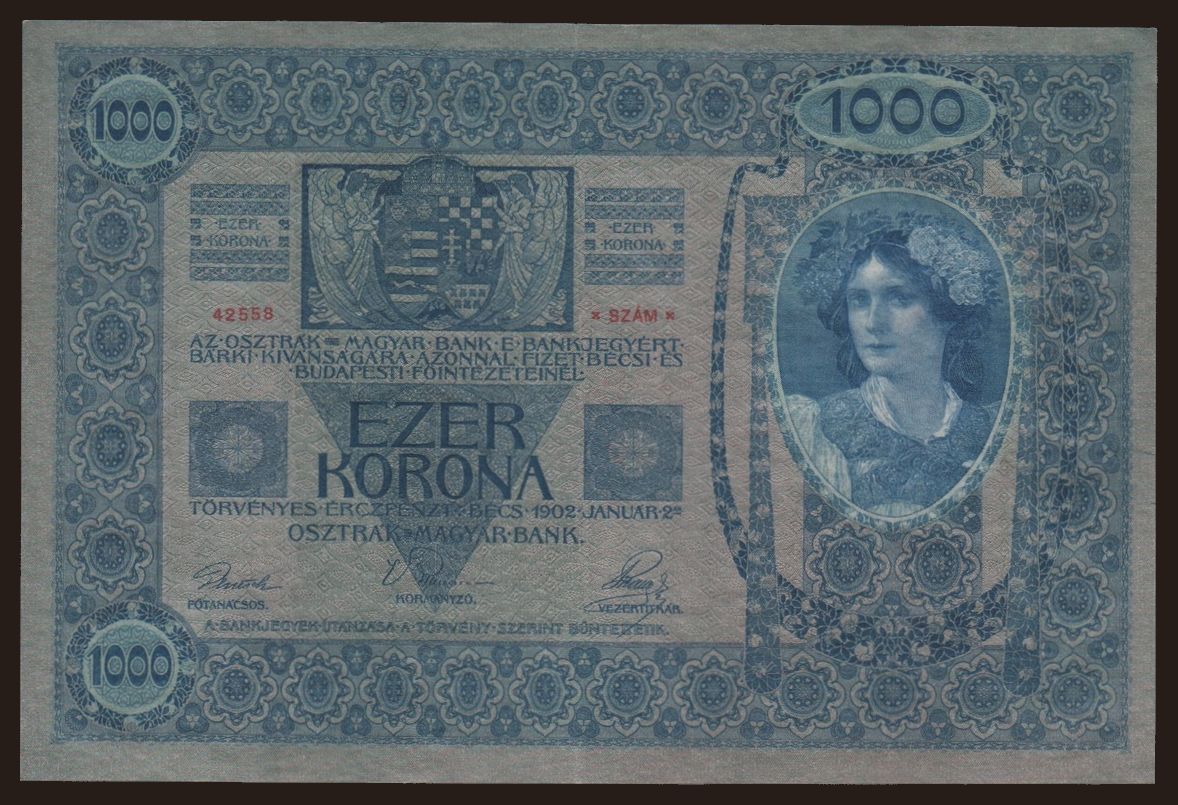 1000
1000
EZER
KORONA
EZER
KORONA
42558
* SZÁM *
AZ·OSZTRÁK=MAGYAR·BANK·E·BANKJEGYÉRT·
BÁRKI·KIVÁNSÁGÁRA·AZONNAL·FIZET·BÉCSI·ÉS
·BUDAPESTI·FŐINTÉZETEINÉL·
EZER
KORONA
TÖRVÉNYES·ÉRCZPÉNZT·BÉCS·1902·JANUÁR·2ÁN
OSZTRÁK=MAGYAR·BANK.
FŐTANÁCSOS.
KORMÁNYZÓ.
VEZÉRTITKÁR.
A·BANKJEGYEK·UTÁNZÁSA·A·TÖRVÉNY·SZERINT·BÜNTETTETIK.
1000